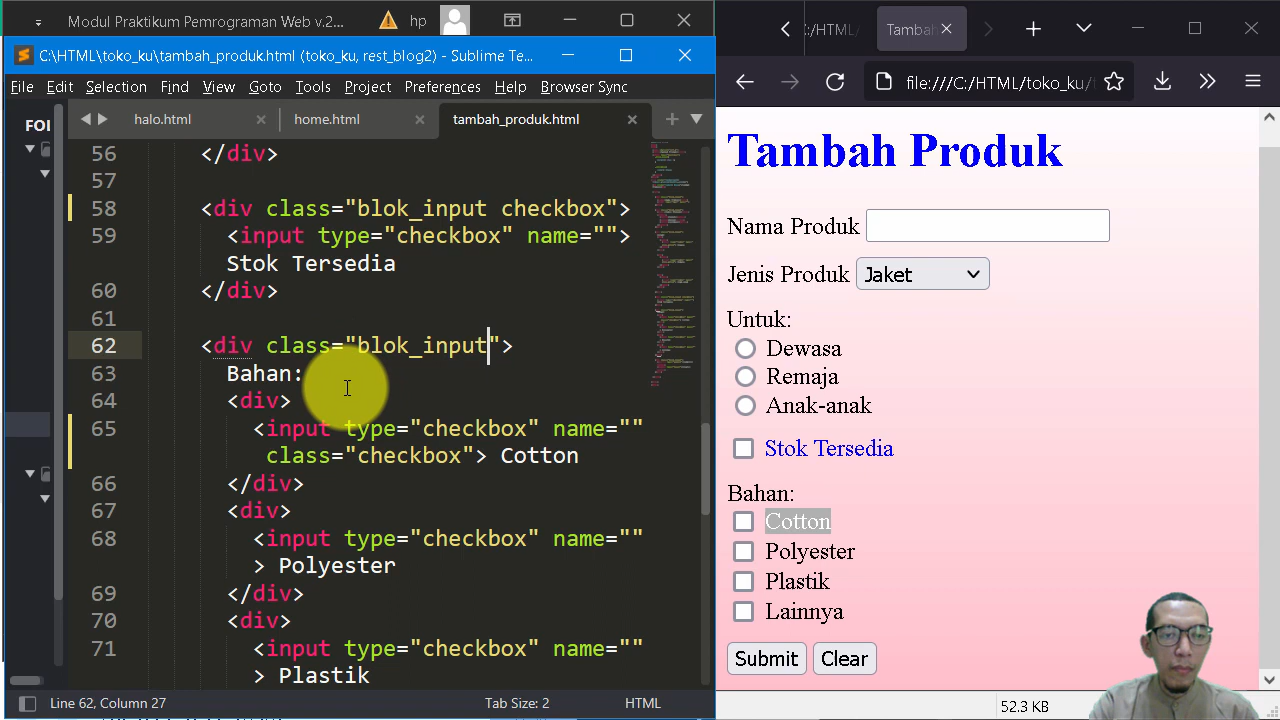 Modul Praktikum Pemrograman Web v.2...
hp
C:\HTML\toko_ku\tambah_produk.html (toko_ku, rest_blog2) - Sublime Te...
File Edit Selection Find View Goto Tools Project Preferences Help Browser Sync
FOL
halo.html
home.html
tambah_produk.html
56 </div>
57
58 <div class="blok_input checkbox">
59 <input type="checkbox" name="">
Stok Tersedia
60 </div>
61
62 <div class="blok_input">
63 Bahan:
64 <div>
65 <input type="checkbox" name=""
class="checkbox"> Cotton
66 </div>
67 <div>
68 <input type="checkbox" name=""
> Polyester
69 </div>
70 <div>
71 <input type="checkbox" name=""
> Plastik
Line 62, Column 27
Tab Size: 2
HTML
:/HTML/
Tambah
file:///C:/HTML/toko_ku/
Tambah Produk
Nama Produk
Jenis Produk Jaket
Untuk:
Dewasa
Remaja
Anak-anak
Stok Tersedia
Bahan:
Cotton
Polyester
Plastik
Lainnya
Submit Clear
52.3 KB